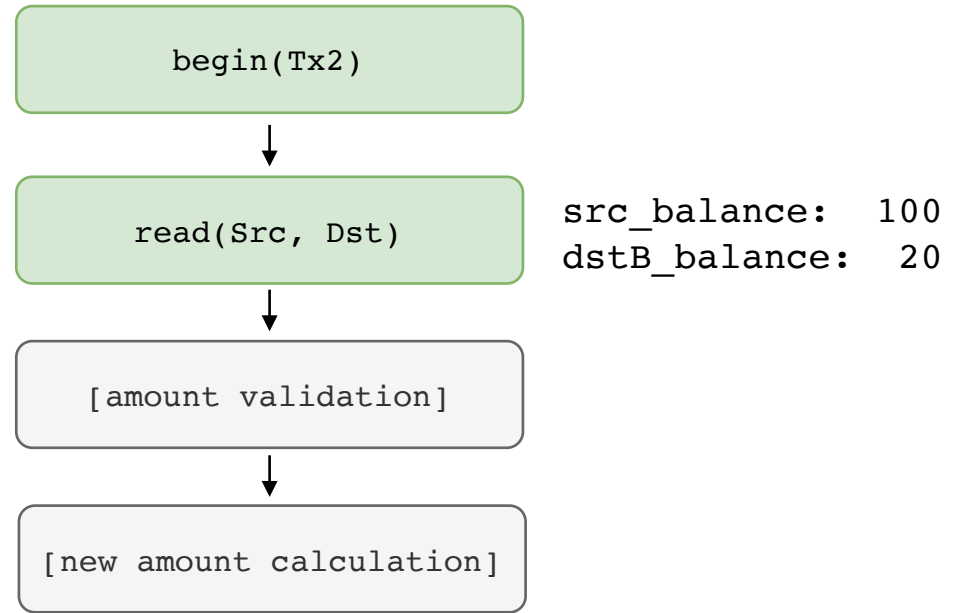 begin(Tx2)
read(Src, Dst)
src_balance: 100
dstB_balance: 20
[amount validation]
[new amount calculation]